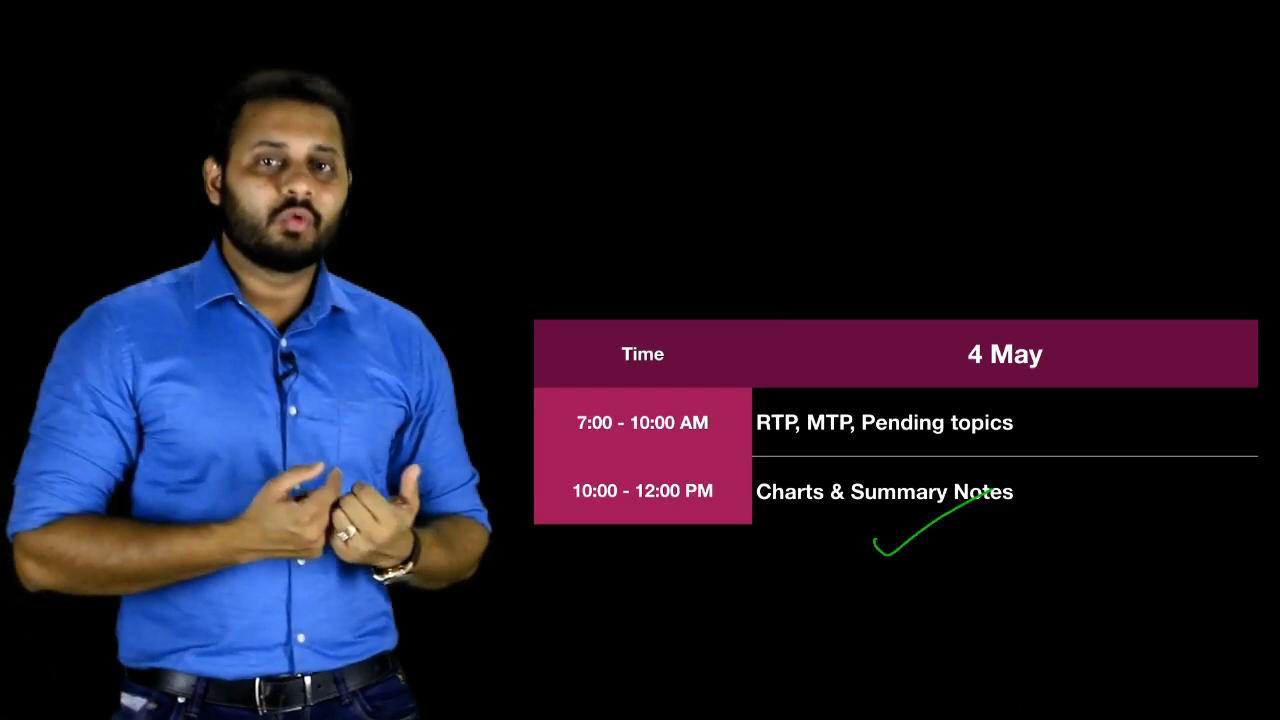 Time 4 May
7:00 - 10:00 AM RTP, MTP, Pending topics
10:00 - 12:00 PM Charts & Summary Notes